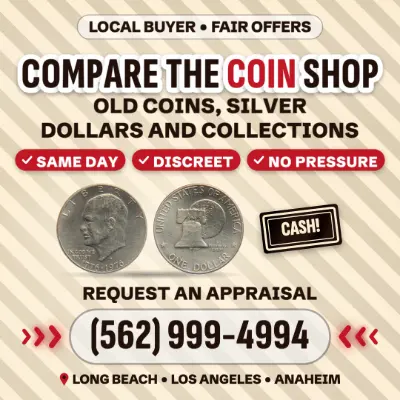 LOCAL BUYER • FAIR OFFERS
COMPARE THE COIN SHOP
OLD COINS, SILVER
DOLLARS AND COLLECTIONS
✓ SAME DAY ✓ DISCREET ✓ NO PRESSURE
LIBERTY
1776-1976
UNITED STATES OF AMERICA
ONE DOLLAR
CASH!
REQUEST AN APPRAISAL
(562) 999-4994
LONG BEACH • LOS ANGELES • ANAHEIM